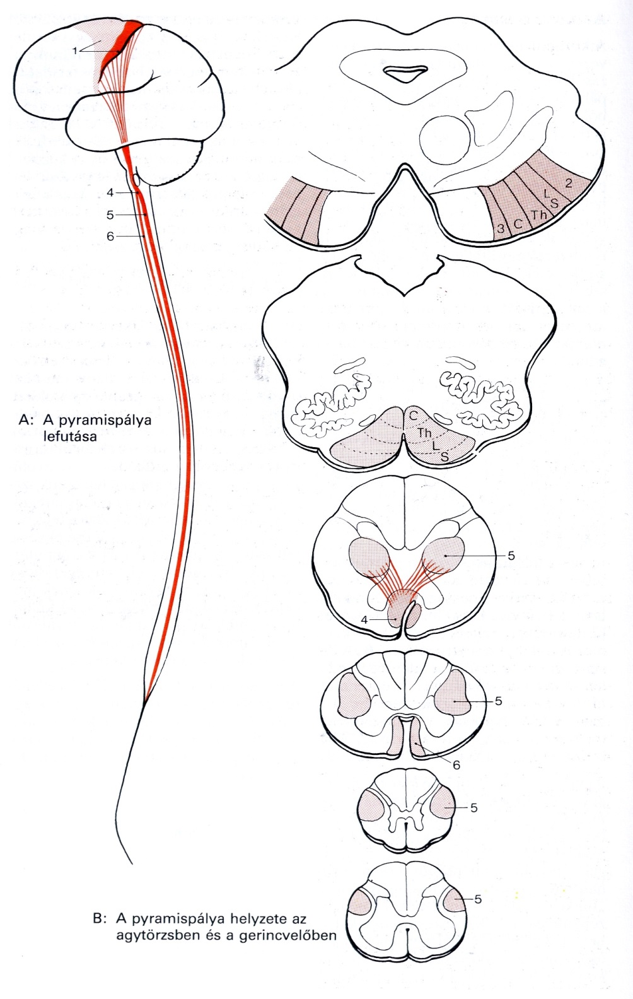 1
4
5
6
A: A pyramispálya
lefutása
2
L
S
Th
C
3
C
Th
L
S
5
4
5
6
5
5
B: A pyramispálya helyzete az
agytörzsben és a gerincvelőben